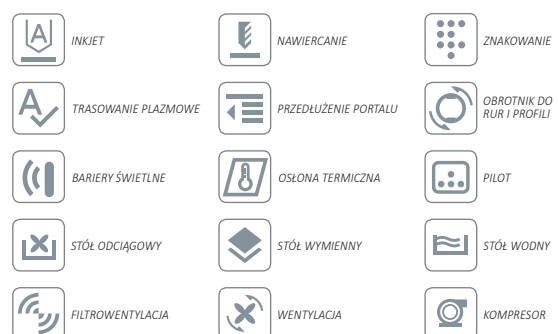 A
INKJET
NAWIERCANIE
ZNAKOWANIE
A
TRASOWANIE PLAZMOWE
PRZEDŁUŻENIE PORTALU
OBROTNIK DO
RUR I PROFILI
BARIERY ŚWIETLNE
OSŁONA TERMICZNA
PILOT
STÓŁ ODCIĄGOWY
STÓŁ WYMIENNY
STÓŁ WODNY
FILTROWENTYLACJA
WENTYLACJA
KOMPRESOR